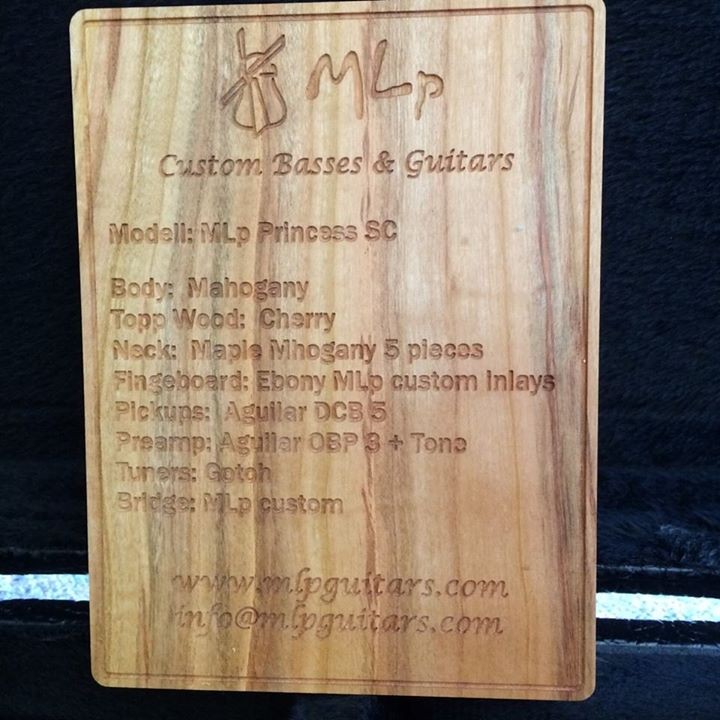 MLp
Custom Basses & Guitars
Modell: MLp Princess SC
Body: Mahogany
Topp Wood: Cherry
Neck: Maple Mhogany 5 pieces
Fingeboard: Ebony MLp custom inlays
Pickups: Aguilar DCB 5
Preamp: Aguilar OBP 3 + Tone
Tuners: Gotoh
Bridge: MLp custom
www.mlpguitars.com
info@mlpguitars.com